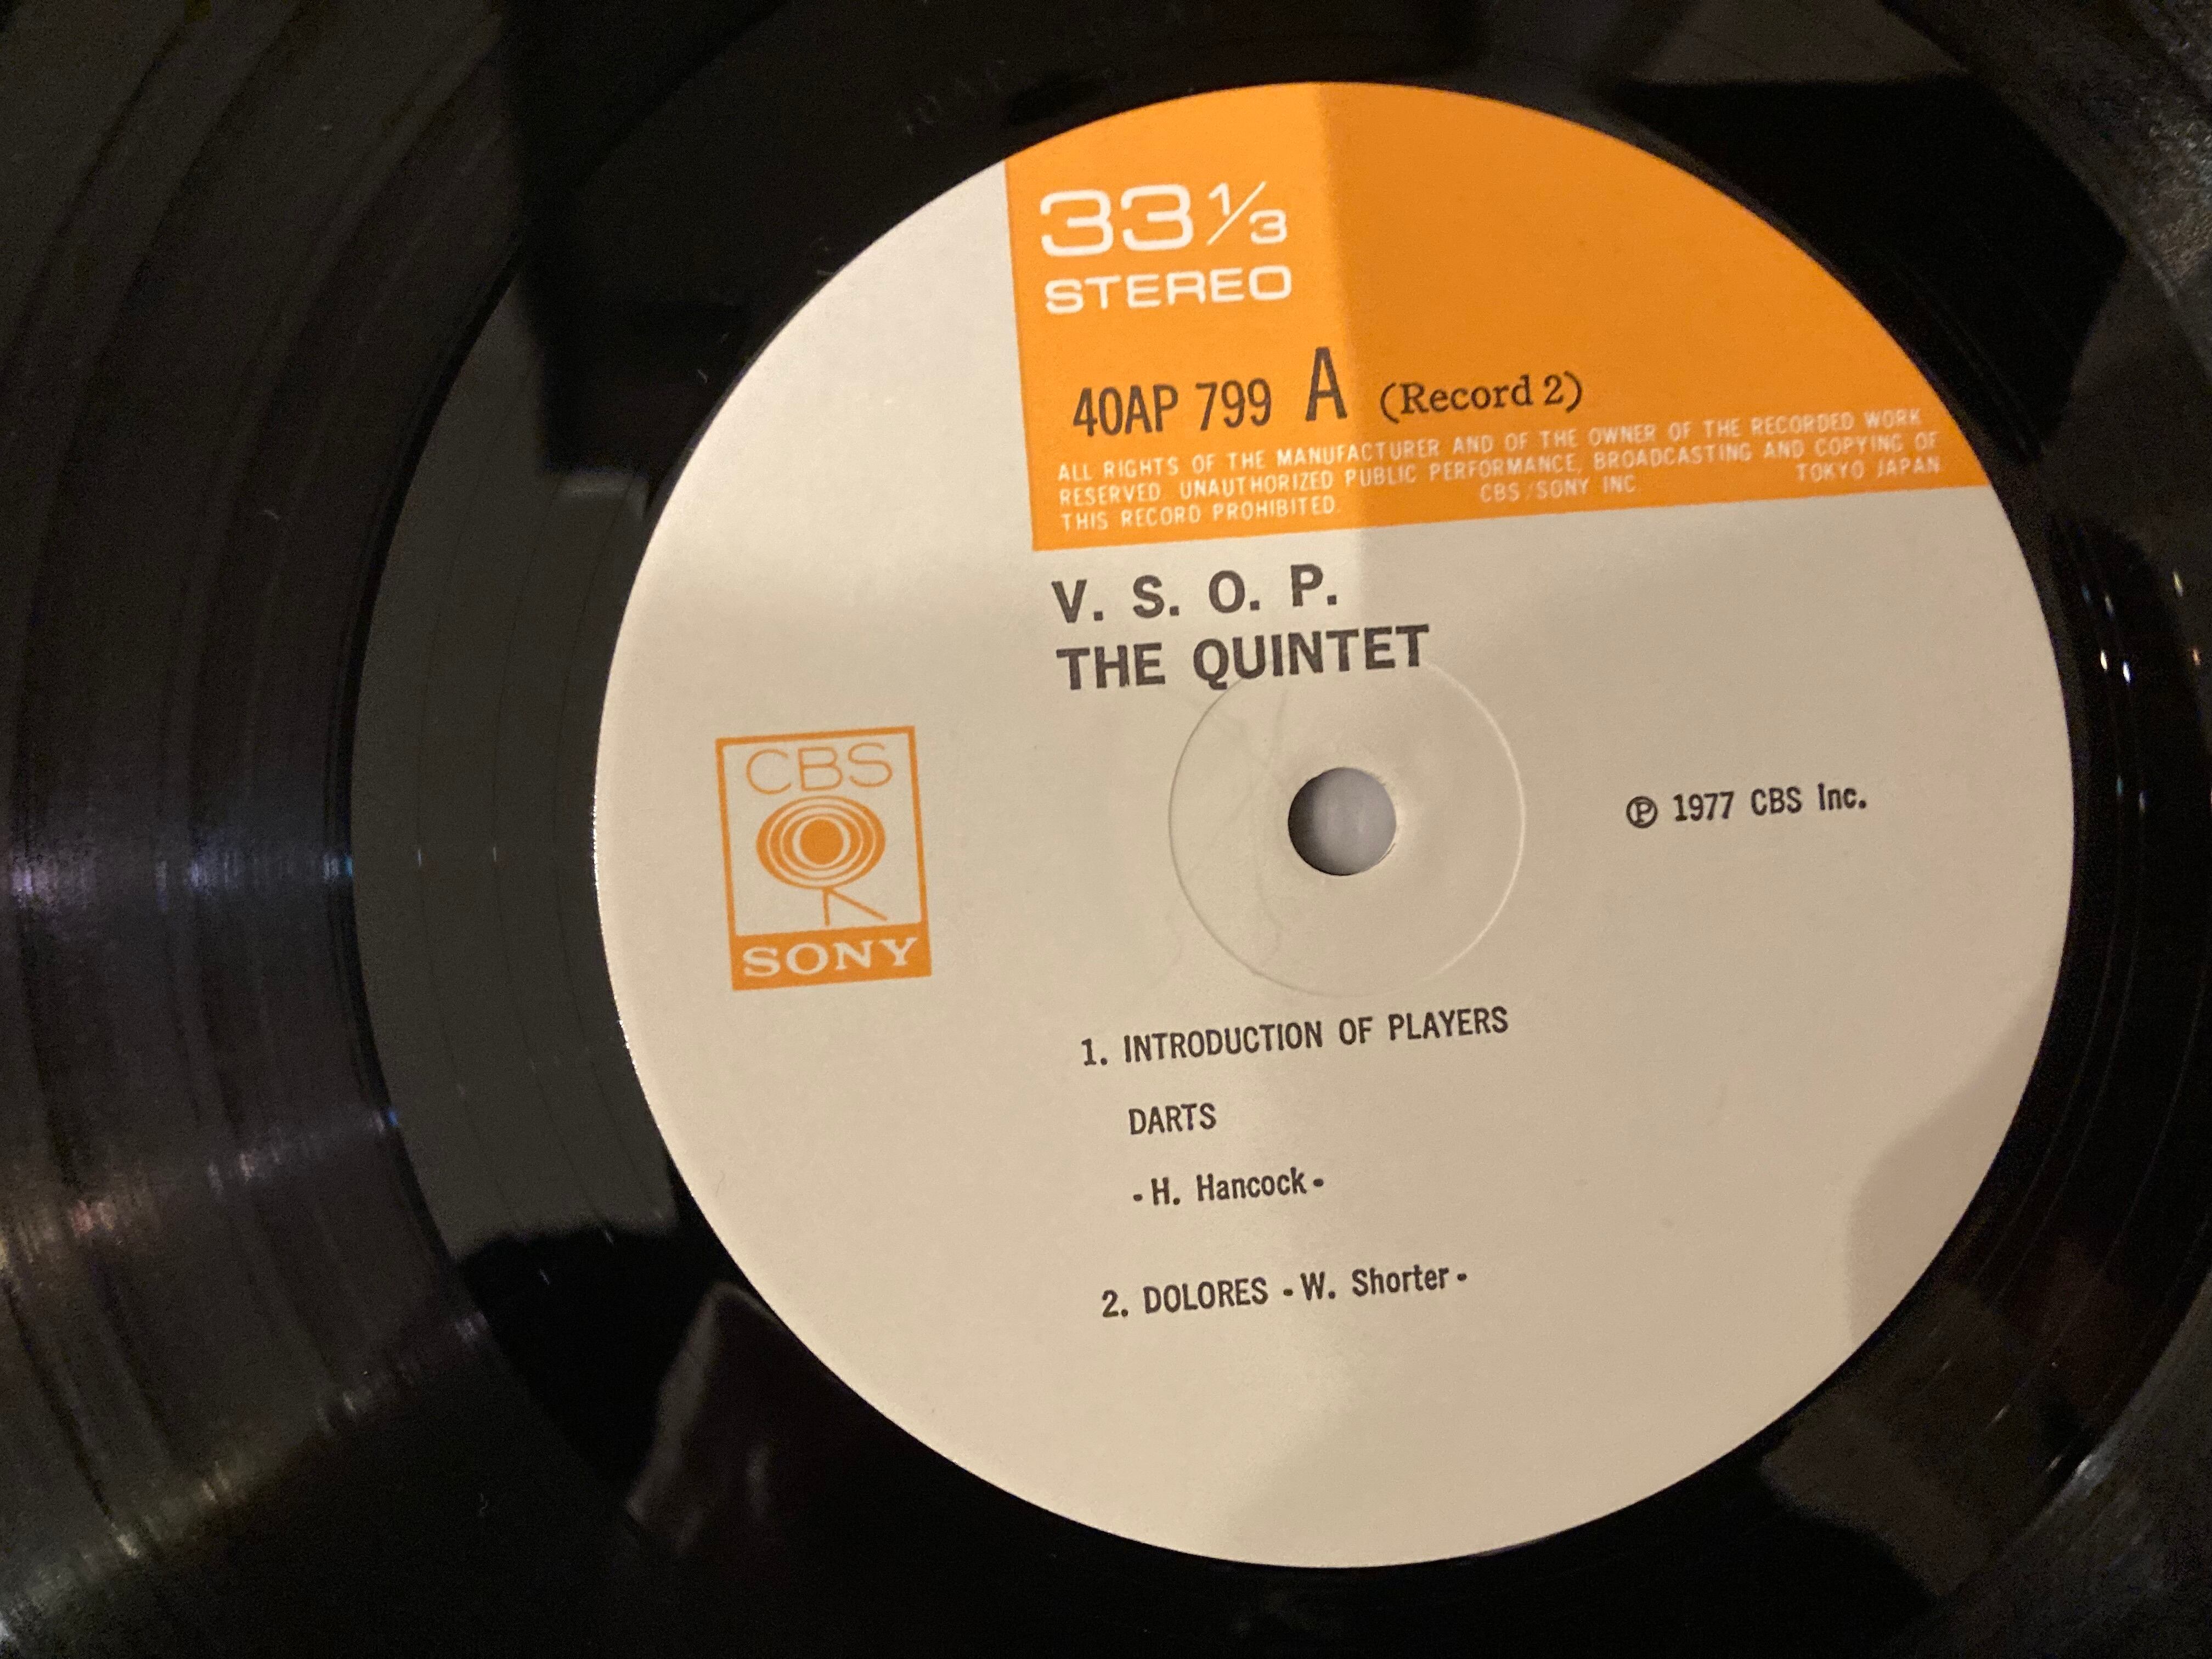 33 1/3
STEREO
40AP 799 A (Record 2)
ALL RIGHTS OF THE MANUFACTURER AND OF THE OWNER OF THE RECORDED WORK
RESERVED. UNAUTHORIZED PUBLIC PERFORMANCE, BROADCASTING AND COPYING OF
THIS RECORD PROHIBITED. CBS/SONY INC. TOKYO JAPAN
V. S. O. P.
THE QUINTET
CBS
SONY
℗ 1977 CBS Inc.
1. INTRODUCTION OF PLAYERS
DARTS
- H. Hancock -
2. DOLORES - W. Shorter -